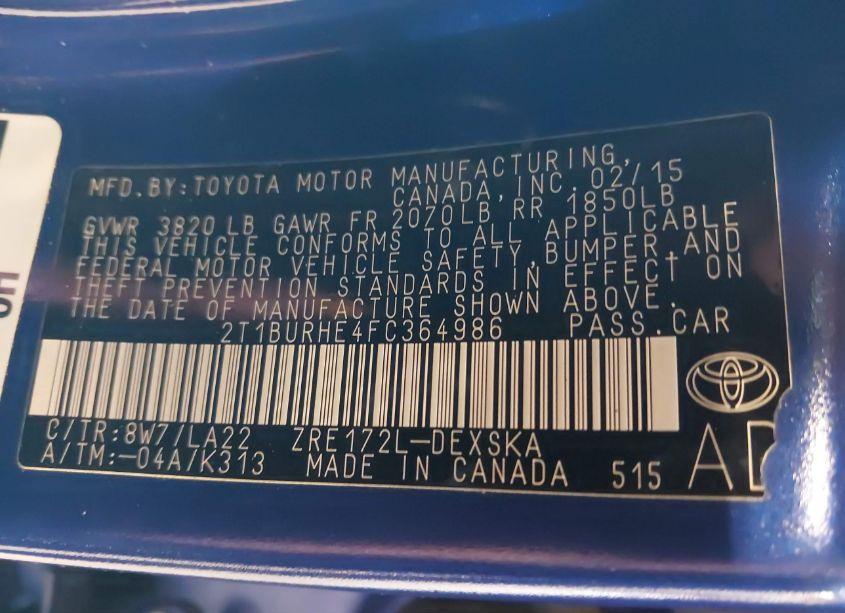 MFD.BY:TOYOTA MOTOR MANUFACTURING,
CANADA,INC.02/15
GVWR 3820 LB GAWR FR 2070LB RR 1850LB
THIS VEHICLE CONFORMS TO ALL APPLICABLE
FEDERAL MOTOR VEHICLE SAFETY,BUMPER,AND
THEFT PREVENTION STANDARDS IN EFFECT ON
THE DATE OF MANUFACTURE SHOWN ABOVE.
2T1BURHE4FC364986 PASS.CAR
C/TR:8W7/LA22 ZRE172L-DEXSKA
A/TM:-04A/K313 MADE IN CANADA 515